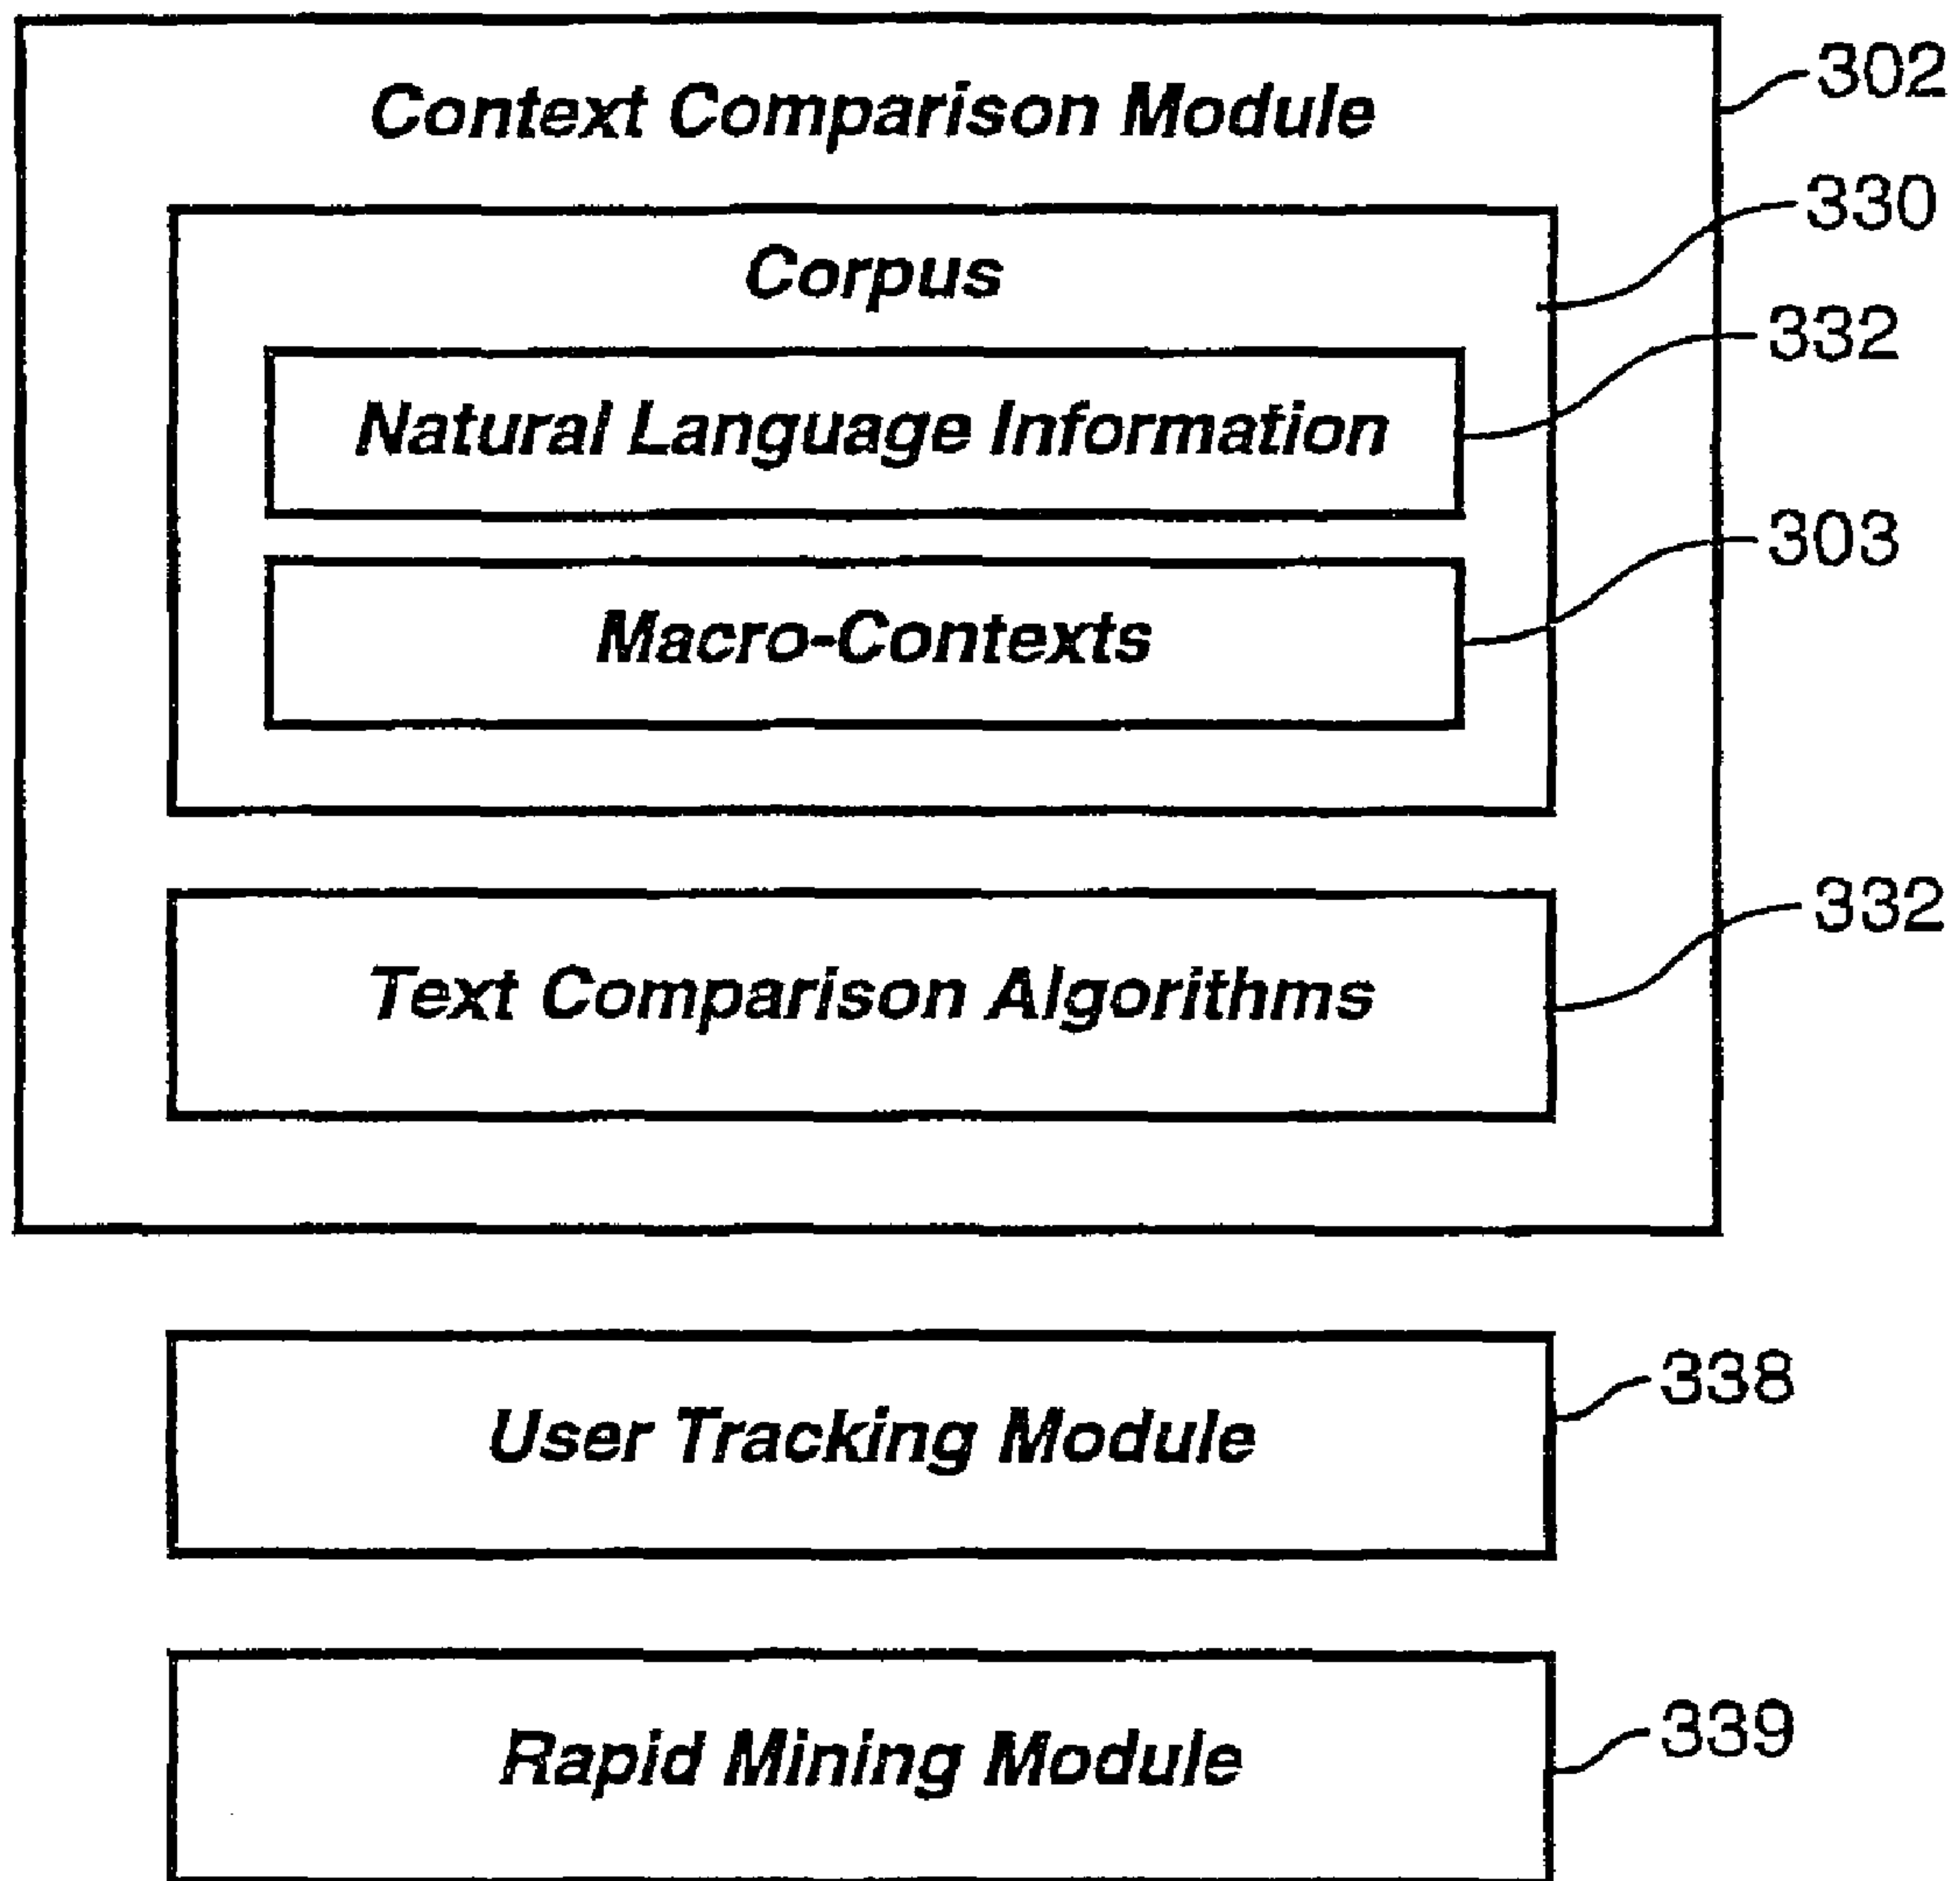 Context Comparison Module
302
330
Corpus
332
Natural Language Information
303
Macro-Contexts
332
Text Comparison Algorithms
338
User Tracking Module
339
Rapid Mining Module